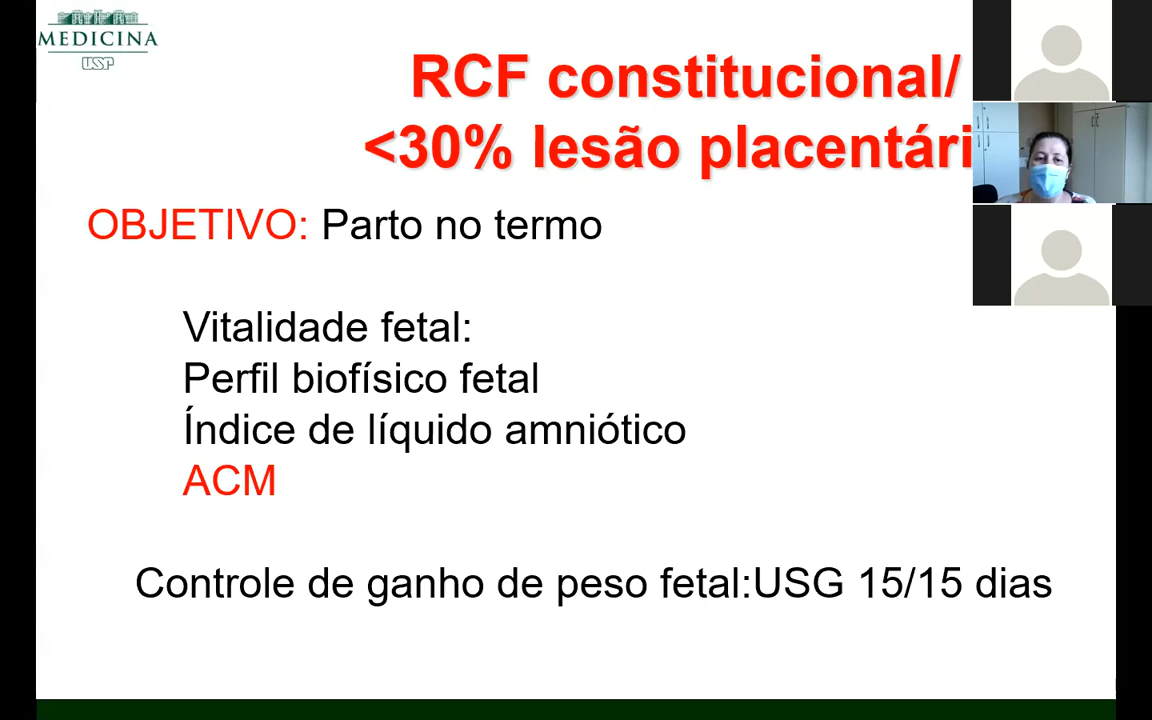 MEDICINA
USP
RCF constitucional/
<30% lesão placentári
OBJETIVO: Parto no termo
Vitalidade fetal:
Perfil biofísico fetal
Índice de líquido amniótico
ACM
Controle de ganho de peso fetal:USG 15/15 dias